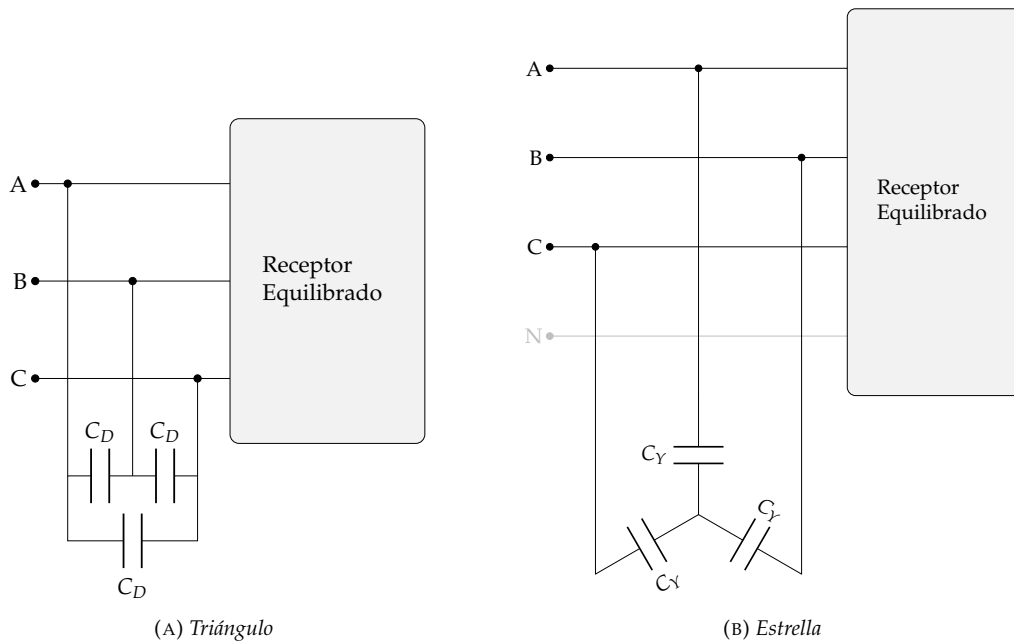 A
B
C
Receptor
Equilibrado
C_D
C_D
C_D
(A) Triángulo
A
B
C
N
Receptor
Equilibrado
C_Y
C_Y
C_Y
(B) Estrella